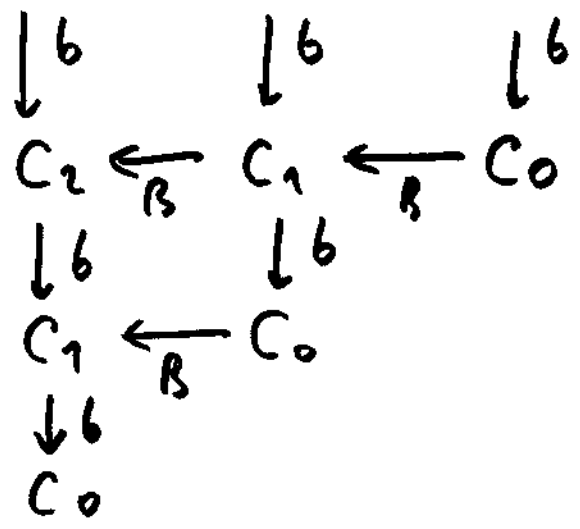 ↓ b ↓ b ↓ b
C₂ ← C₁ ← C₀
B B
↓ b ↓ b
C₁ ← C₀
B
↓ b
C₀